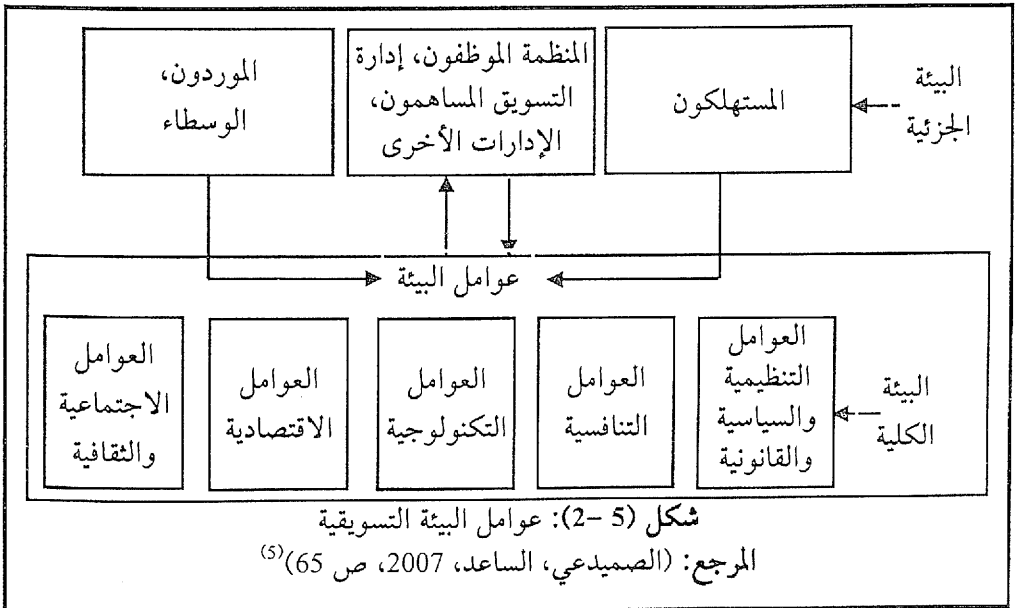 البيئة
الجزئية
المستهلكون
المنظمة الموظفون، إدارة
التسويق المساهمون،
الإدارات الأخرى
الموردون،
الوسطاء
عوامل البيئة
البيئة
الكلية
العوامل
التنظيمية
والسياسية
والقانونية
العوامل
التنافسية
العوامل
التكنولوجية
العوامل
الاقتصادية
العوامل
الاجتماعية
والثقافية
شكل (5 –2): عوامل البيئة التسويقية
المرجع: (الصميدعي، الساعد، 2007، ص 65)(5)